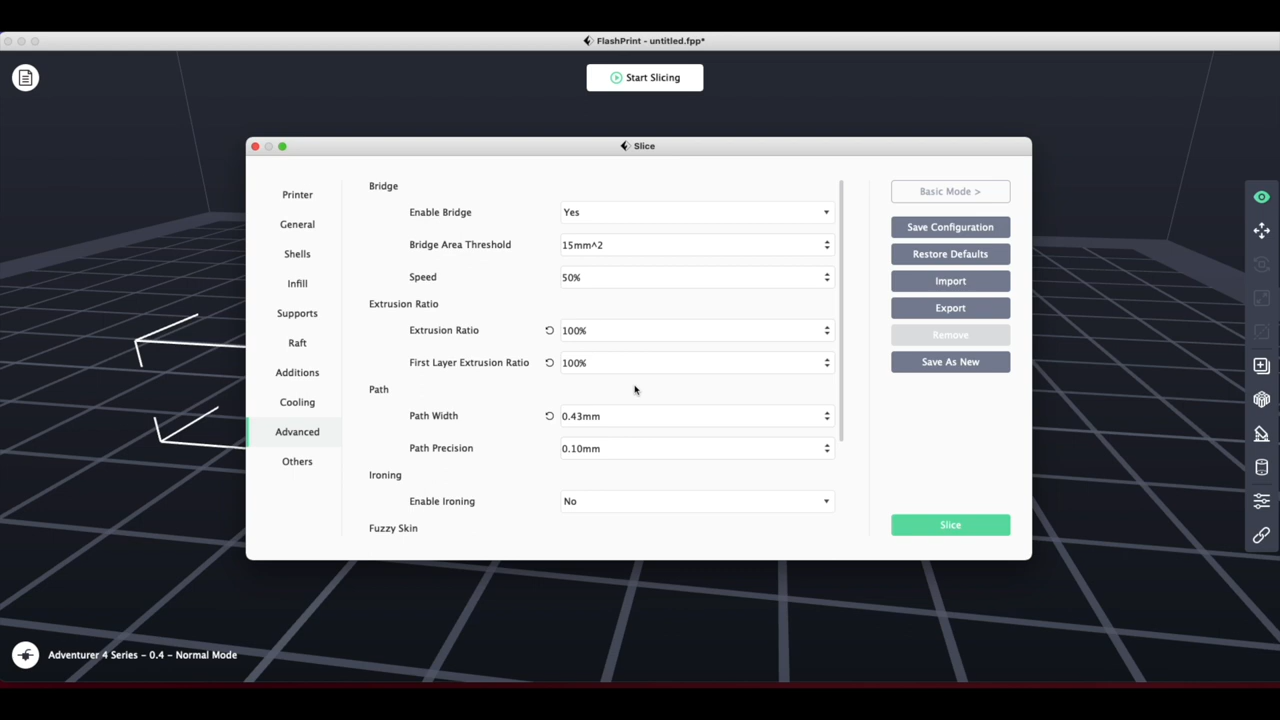 FlashPrint - untitled.fpp*
Start Slicing
Slice
Printer
General
Shells
Infill
Supports
Raft
Additions
Cooling
Advanced
Others
Bridge
Enable Bridge Yes
Bridge Area Threshold 15mm^2
Speed 50%
Extrusion Ratio
Extrusion Ratio 100%
First Layer Extrusion Ratio 100%
Path
Path Width 0.43mm
Path Precision 0.10mm
Ironing
Enable Ironing No
Fuzzy Skin
Basic Mode >
Save Configuration
Restore Defaults
Import
Export
Remove
Save As New
Slice
Adventurer 4 Series - 0.4 - Normal Mode